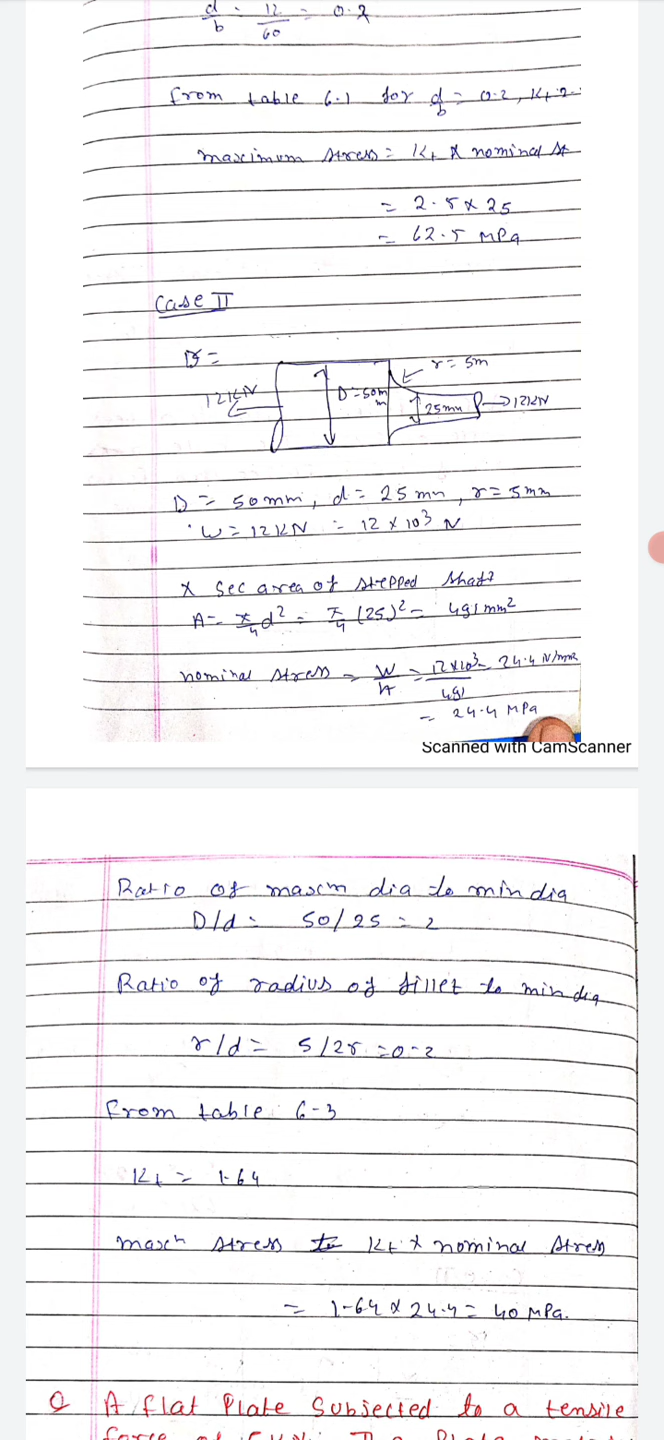 d/b = 12/60 = 0.2
from table 6.1 for d/b = 0.2, Kt = 2.
maximum stress = Kt x nominal st
= 2.5 x 25
= 62.5 MPa
Case II
B =
12KN D = 50mm r = 5m 25mm → 12KN
D = 50mm, d = 25mm, r = 5mm
W = 12KN = 12 x 10³ N
X sec area of stepped shaft
A = π/4 d² = π/4 (25)² = 491 mm²
nominal stress = W/A = 12x10³/491 = 24.4 N/mm²
= 24.4 MPa
Scanned with CamScanner
Ratio of maxm dia to min dia
D/d = 50/25 = 2
Ratio of radius of fillet to min dia
r/d = 5/25 = 0.2
from table 6.3
Kt = 1.64
maxm stress = Kt x nominal stress
= 1.64 x 24.4 = 40 MPa.
Q A flat Plate Subjected to a tensile
force of